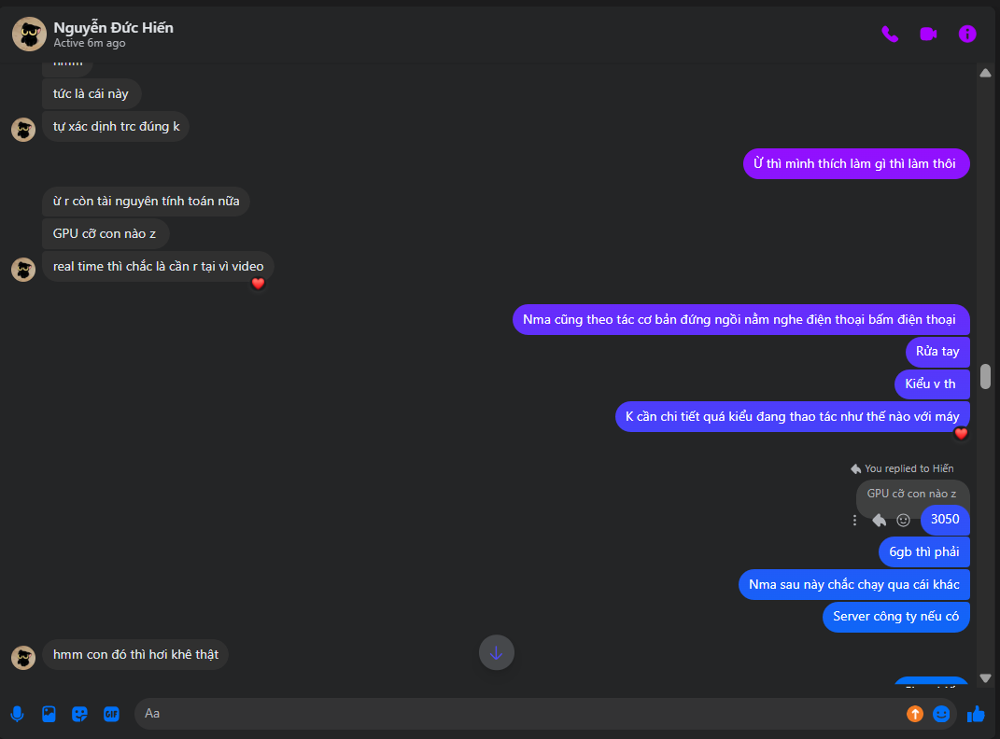 Nguyễn Đức Hiến
Active 6m ago
hmm
tức là cái này
tự xác dịnh trc đúng k
Ừ thì mình thích làm gì thì làm thôi
ừ r còn tài nguyên tính toán nữa
GPU cỡ con nào z
real time thì chắc là cần r tại vì video
Nma cũng theo tác cơ bản đứng ngồi nằm nghe điện thoại bấm điện thoại
Rửa tay
Kiểu v th
K cần chi tiết quá kiểu đang thao tác như thế nào với máy
You replied to Hiến
GPU cỡ con nào z
3050
6gb thì phải
Nma sau này chắc chạy qua cái khác
Server công ty nếu có
hmm con đó thì hơi khê thật
GIF
Aa